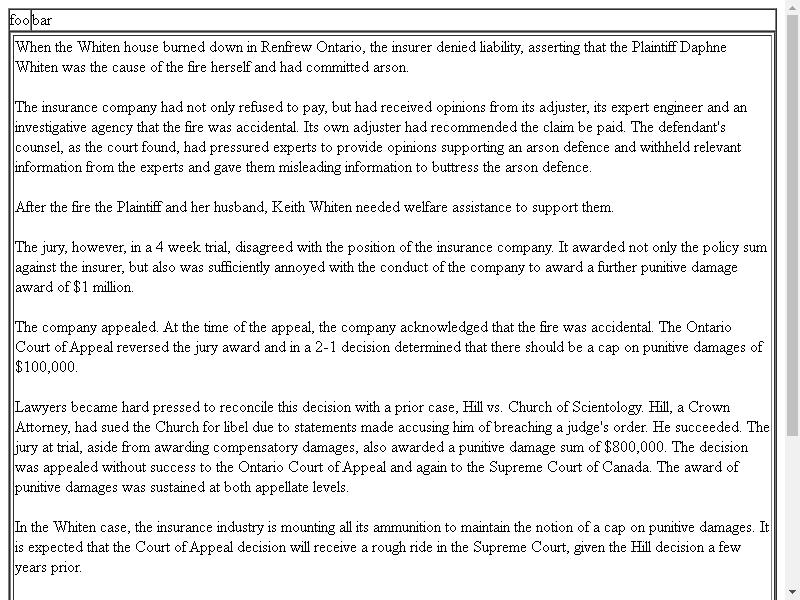 foo bar
When the Whiten house burned down in Renfrew Ontario, the insurer denied liability, asserting that the Plaintiff Daphne
Whiten was the cause of the fire herself and had committed arson.
The insurance company had not only refused to pay, but had received opinions from its adjuster, its expert engineer and an
investigative agency that the fire was accidental. Its own adjuster had recommended the claim be paid. The defendant's
counsel, as the court found, had pressured experts to provide opinions supporting an arson defence and withheld relevant
information from the experts and gave them misleading information to buttress the arson defence.
After the fire the Plaintiff and her husband, Keith Whiten needed welfare assistance to support them.
The jury, however, in a 4 week trial, disagreed with the position of the insurance company. It awarded not only the policy sum
against the insurer, but also was sufficiently annoyed with the conduct of the company to award a further punitive damage
award of $1 million.
The company appealed. At the time of the appeal, the company acknowledged that the fire was accidental. The Ontario
Court of Appeal reversed the jury award and in a 2-1 decision determined that there should be a cap on punitive damages of
$100,000.
Lawyers became hard pressed to reconcile this decision with a prior case, Hill vs. Church of Scientology. Hill, a Crown
Attorney, had sued the Church for libel due to statements made accusing him of breaching a judge's order. He succeeded. The
jury at trial, aside from awarding compensatory damages, also awarded a punitive damage sum of $800,000. The decision
was appealed without success to the Ontario Court of Appeal and again to the Supreme Court of Canada. The award of
punitive damages was sustained at both appellate levels.
In the Whiten case, the insurance industry is mounting all its ammunition to maintain the notion of a cap on punitive damages. It
is expected that the Court of Appeal decision will receive a rough ride in the Supreme Court, given the Hill decision a few
years prior.